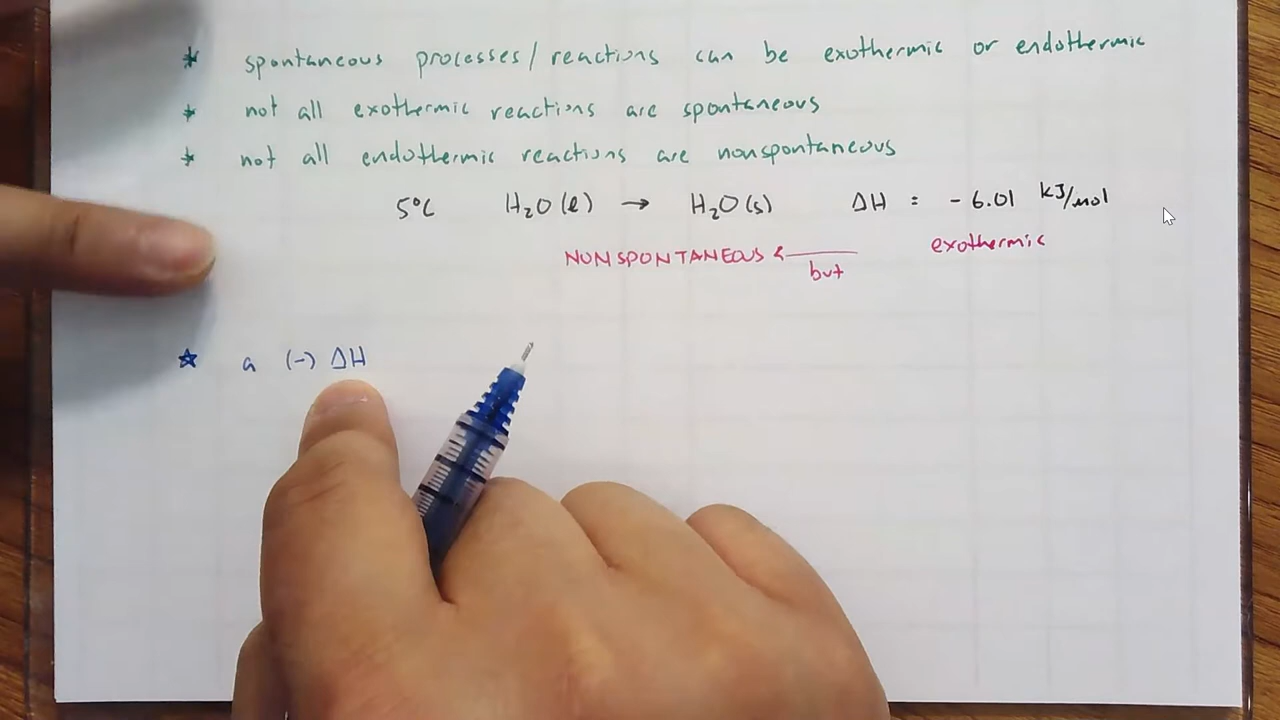 * spontaneous processes/reactions can be exothermic or endothermic
* not all exothermic reactions are spontaneous
* not all endothermic reactions are nonspontaneous
5°C H₂O(l) → H₂O(s) ΔH = -6.01 kJ/mol
NONSPONTANEOUS ← but exothermic
☆ a (-) ΔH